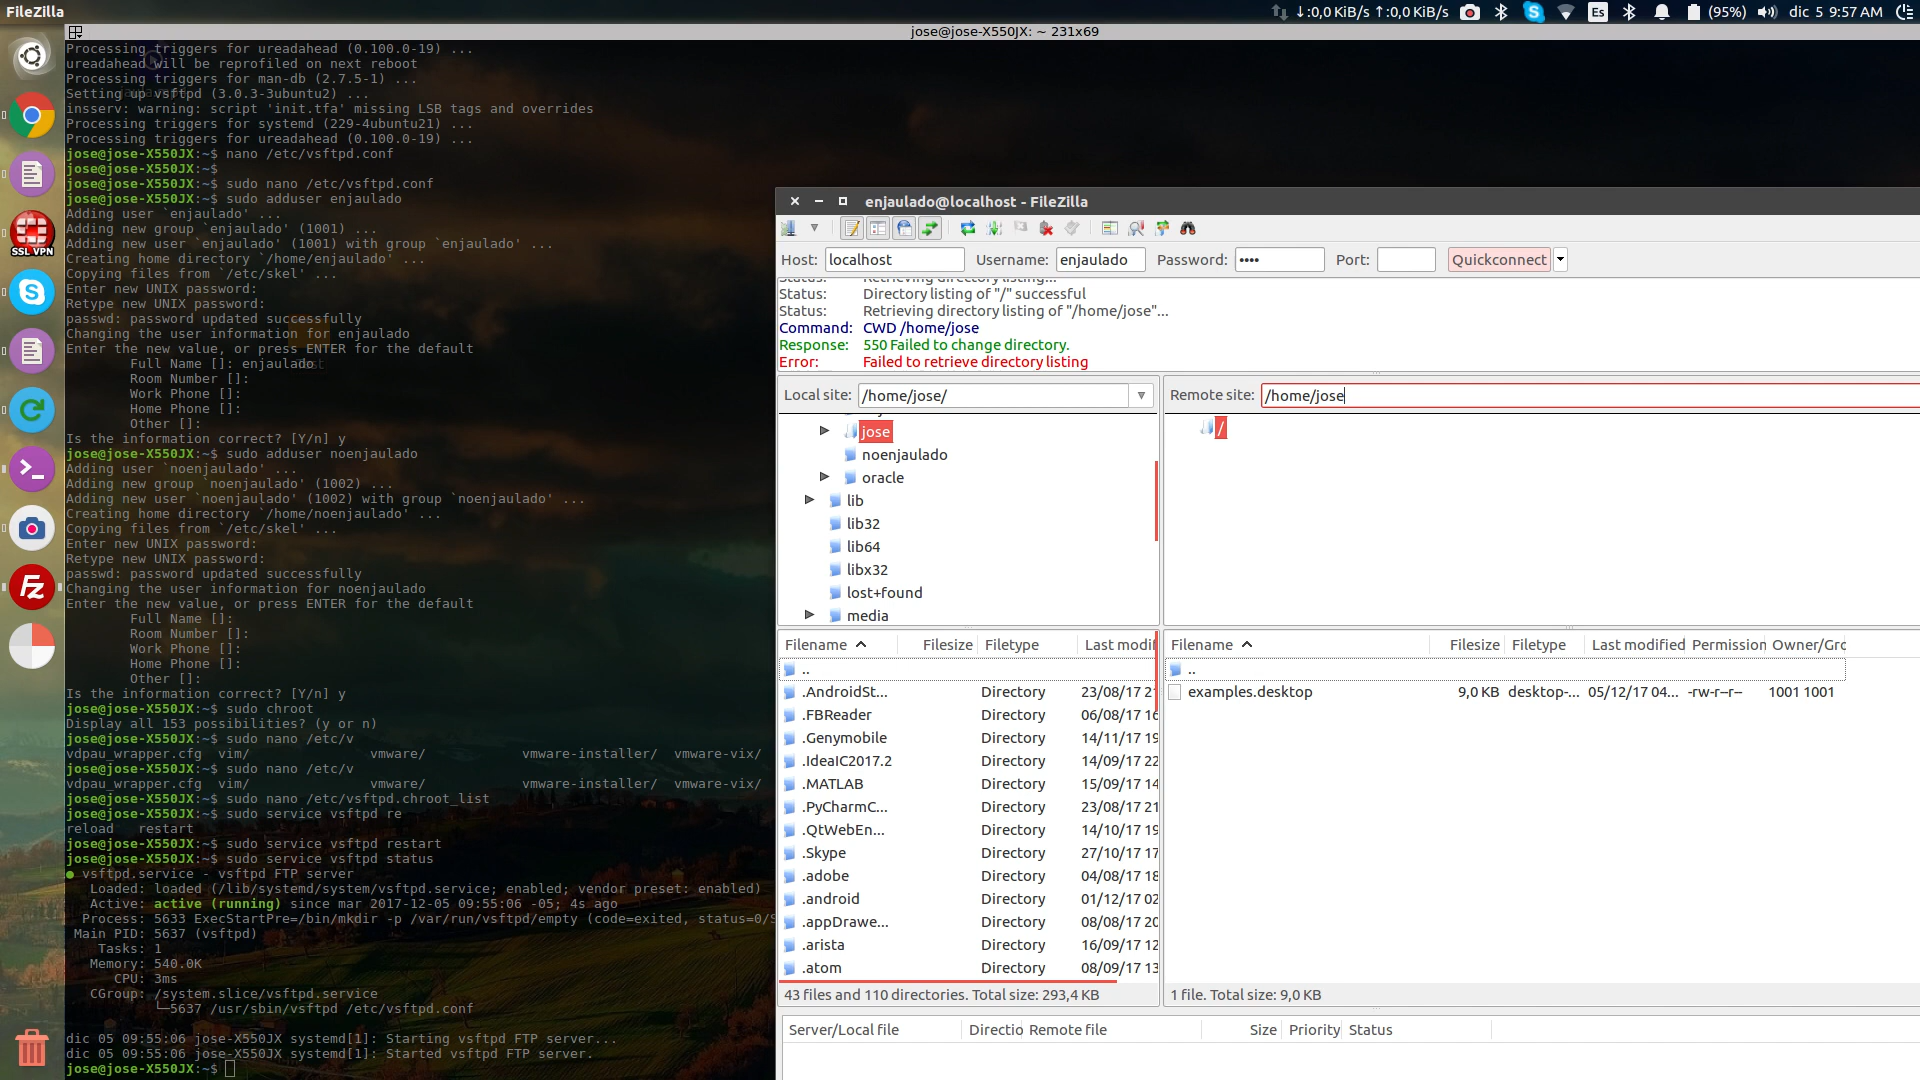 FileZilla
↓:0,0 KiB/s ↑:0,0 KiB/s
Es
(95%)
dic 5 9:57 AM
jose@jose-X550JX: ~ 231x69
Processing triggers for ureadahead (0.100.0-19) ...
ureadahead will be reprofiled on next reboot
Processing triggers for man-db (2.7.5-1) ...
Setting up vsftpd (3.0.3-3ubuntu2) ...
insserv: warning: script 'init.tfa' missing LSB tags and overrides
Processing triggers for systemd (229-4ubuntu21) ...
Processing triggers for ureadahead (0.100.0-19) ...
jose@jose-X550JX:~$ nano /etc/vsftpd.conf
jose@jose-X550JX:~$
jose@jose-X550JX:~$ sudo nano /etc/vsftpd.conf
jose@jose-X550JX:~$ sudo adduser enjaulado
Adding user `enjaulado' ...
Adding new group `enjaulado' (1001) ...
Adding new user `enjaulado' (1001) with group `enjaulado' ...
Creating home directory `/home/enjaulado' ...
Copying files from `/etc/skel' ...
Enter new UNIX password:
Retype new UNIX password:
passwd: password updated successfully
Changing the user information for enjaulado
Enter the new value, or press ENTER for the default
Full Name []: enjaulado
Room Number []:
Work Phone []:
Home Phone []:
Other []:
Is the information correct? [Y/n] y
jose@jose-X550JX:~$ sudo adduser noenjaulado
Adding user `noenjaulado' ...
Adding new group `noenjaulado' (1002) ...
Adding new user `noenjaulado' (1002) with group `noenjaulado' ...
Creating home directory `/home/noenjaulado' ...
Copying files from `/etc/skel' ...
Enter new UNIX password:
Retype new UNIX password:
passwd: password updated successfully
Changing the user information for noenjaulado
Enter the new value, or press ENTER for the default
Full Name []:
Room Number []:
Work Phone []:
Home Phone []:
Other []:
Is the information correct? [Y/n] y
jose@jose-X550JX:~$ sudo chroot
Display all 153 possibilities? (y or n)
jose@jose-X550JX:~$ sudo nano /etc/v
vdpau_wrapper.cfg vim/ vmware/ vmware-installer/ vmware-vix/
jose@jose-X550JX:~$ sudo nano /etc/v
vdpau_wrapper.cfg vim/ vmware/ vmware-installer/ vmware-vix/
jose@jose-X550JX:~$ sudo nano /etc/vsftpd.chroot_list
jose@jose-X550JX:~$ sudo service vsftpd re
reload restart
jose@jose-X550JX:~$ sudo service vsftpd restart
jose@jose-X550JX:~$ sudo service vsftpd status
● vsftpd.service - vsftpd FTP server
Loaded: loaded (/lib/systemd/system/vsftpd.service; enabled; vendor preset: enabled)
Active: active (running) since mar 2017-12-05 09:55:06 -05; 4s ago
Process: 5633 ExecStartPre=/bin/mkdir -p /var/run/vsftpd/empty (code=exited, status=0/S
Main PID: 5637 (vsftpd)
Tasks: 1
Memory: 540.0K
CPU: 3ms
CGroup: /system.slice/vsftpd.service
└─5637 /usr/sbin/vsftpd /etc/vsftpd.conf
dic 05 09:55:06 jose-X550JX systemd[1]: Starting vsftpd FTP server...
dic 05 09:55:06 jose-X550JX systemd[1]: Started vsftpd FTP server.
jose@jose-X550JX:~$
SSL VPN
enjaulado@localhost - FileZilla
Host: localhost Username: enjaulado Password: •••• Port: Quickconnect
Status: Retrieving directory listing...
Status: Directory listing of "/" successful
Status: Retrieving directory listing of "/home/jose"...
Command: CWD /home/jose
Response: 550 Failed to change directory.
Error: Failed to retrieve directory listing
Local site: /home/jose/
jose
noenjaulado
oracle
lib
lib32
lib64
libx32
lost+found
media
Remote site: /home/jose
/
Filename Filesize Filetype Last modif
..
.AndroidSt... Directory 23/08/17 21
.FBReader Directory 06/08/17 16
.Genymobile Directory 14/11/17 19
.IdeaIC2017.2 Directory 14/09/17 22
.MATLAB Directory 15/09/17 14
.PyCharmC... Directory 23/08/17 21
.QtWebEn... Directory 14/10/17 19
.Skype Directory 27/10/17 17
.adobe Directory 04/08/17 18
.android Directory 01/12/17 02
.appDrawe... Directory 08/08/17 20
.arista Directory 16/09/17 12
.atom Directory 08/09/17 13
43 files and 110 directories. Total size: 293,4 KB
Filename Filesize Filetype Last modified Permission Owner/Gro
..
examples.desktop 9,0 KB desktop-... 05/12/17 04... -rw-r--r-- 1001 1001
1 file. Total size: 9,0 KB
Server/Local file Directio Remote file Size Priority Status